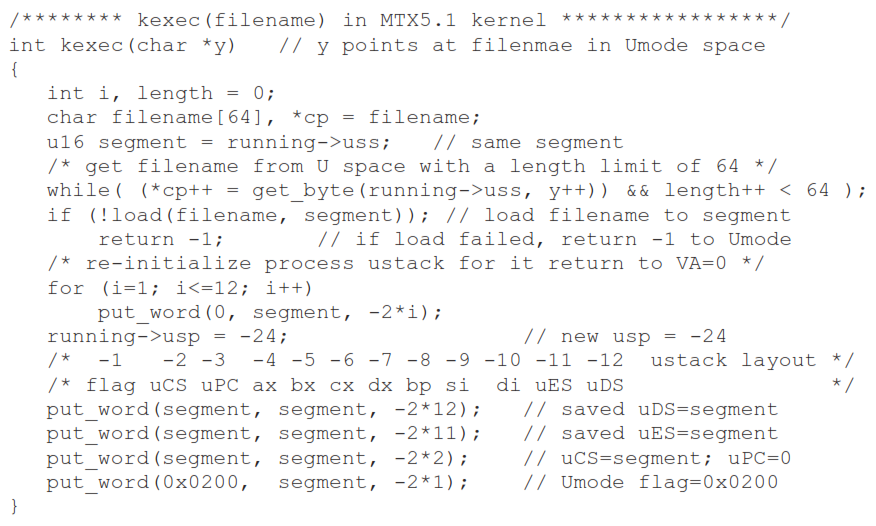 /******** kexec(filename) in MTX5.1 kernel *****************/
int kexec(char *y)   // y points at filenmae in Umode space
{
   int i, length = 0;
   char filename[64], *cp = filename;
   u16 segment = running->uss;   // same segment
   /* get filename from U space with a length limit of 64 */
   while( (*cp++ = get_byte(running->uss, y++)) && length++ < 64 );
   if (!load(filename, segment)); // load filename to segment
       return -1;       // if load failed, return -1 to Umode
   /* re-initialize process ustack for it return to VA=0 */
   for (i=1; i<=12; i++)
       put_word(0, segment, -2*i);
   running->usp = -24;                  // new usp = -24
   /*  -1   -2 -3  -4 -5 -6 -7 -8 -9 -10 -11 -12  ustack layout */
   /* flag uCS uPC ax bx cx dx bp si  di uES uDS                */
   put_word(segment, segment, -2*12);   // saved uDS=segment
   put_word(segment, segment, -2*11);   // saved uES=segment
   put_word(segment, segment, -2*2);    // uCS=segment; uPC=0
   put_word(0x0200,  segment, -2*1);    // Umode flag=0x0200
}